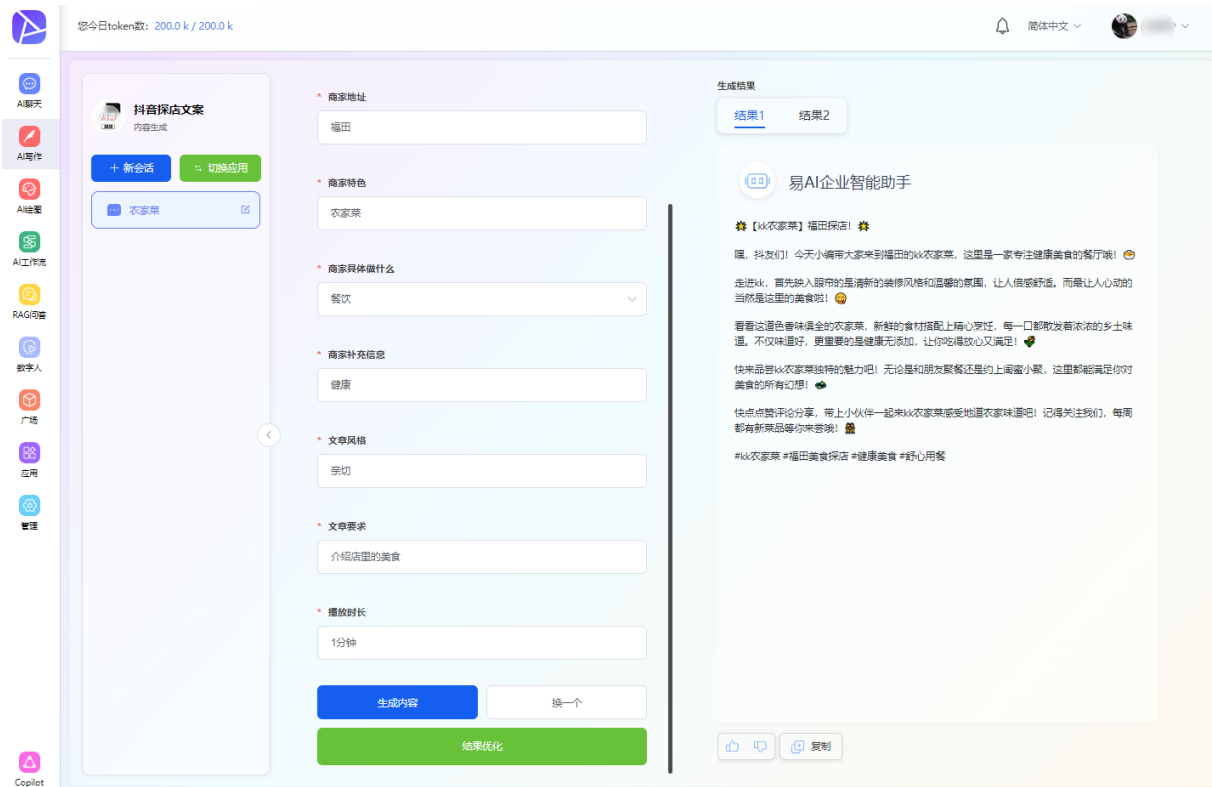 您今日token数：200.0 k / 200.0 k
简体中文
AI聊天
AI写作
AI绘图
AI工作流
RAG问答
数字人
广场
应用
管理
Copilot
抖音探店文案
内容生成
+ 新会话
切换应用
农家菜
* 商家地址
福田
* 商家特色
农家菜
* 商家具体做什么
餐饮
* 商家补充信息
健康
* 文章风格
亲切
* 文章要求
介绍店里的美食
* 播放时长
1分钟
生成内容
换一个
结果优化
生成结果
结果1
结果2
易AI企业智能助手
【kk农家菜】福田探店！
嘿，抖友们！今天小编带大家来到福田的kk农家菜，这里是一家专注健康美食的餐厅哦！
走进kk，首先映入眼帘的是清新的装修风格和温馨的氛围，让人倍感舒适。而最让人心动的
当然是这里的美食啦！
看看这道色香味俱全的农家菜，新鲜的食材搭配上精心烹饪，每一口都散发着浓浓的乡土味
道。不仅味道好，更重要的是健康无添加，让你吃得放心又满足！
快来品尝kk农家菜独特的魅力吧！无论是和朋友聚餐还是约上闺蜜小聚，这里都能满足你对
美食的所有幻想！
快点点赞评论分享，带上小伙伴一起来kk农家菜感受地道农家味道吧！记得关注我们，每周
都有新菜品等你来尝哦！
#kk农家菜 #福田美食探店 #健康美食 #舒心用餐
复制